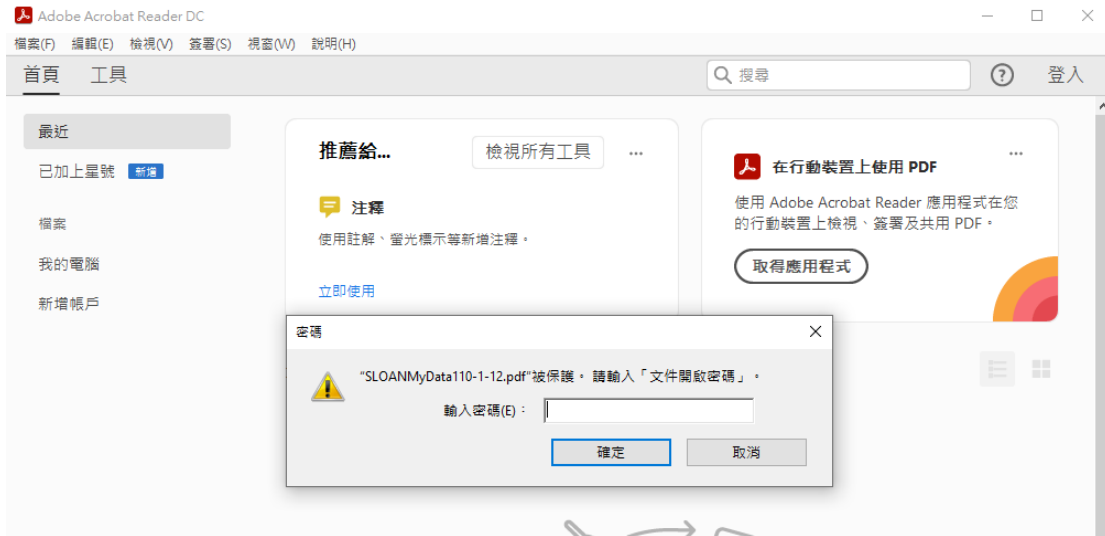 Adobe Acrobat Reader DC
檔案(F) 編輯(E) 檢視(V) 簽署(S) 視窗(W) 說明(H)
首頁 工具 搜尋 登入
最近
已加上星號 新增
檔案
我的電腦
新增帳戶
推薦給... 檢視所有工具
注釋
使用註解、螢光標示等新增注釋。
立即使用
在行動裝置上使用 PDF
使用 Adobe Acrobat Reader 應用程式在您
的行動裝置上檢視、簽署及共用 PDF。
取得應用程式
密碼
“SLOANMyData110-1-12.pdf”被保護。請輸入「文件開啟密碼」。
輸入密碼(E)：
確定 取消